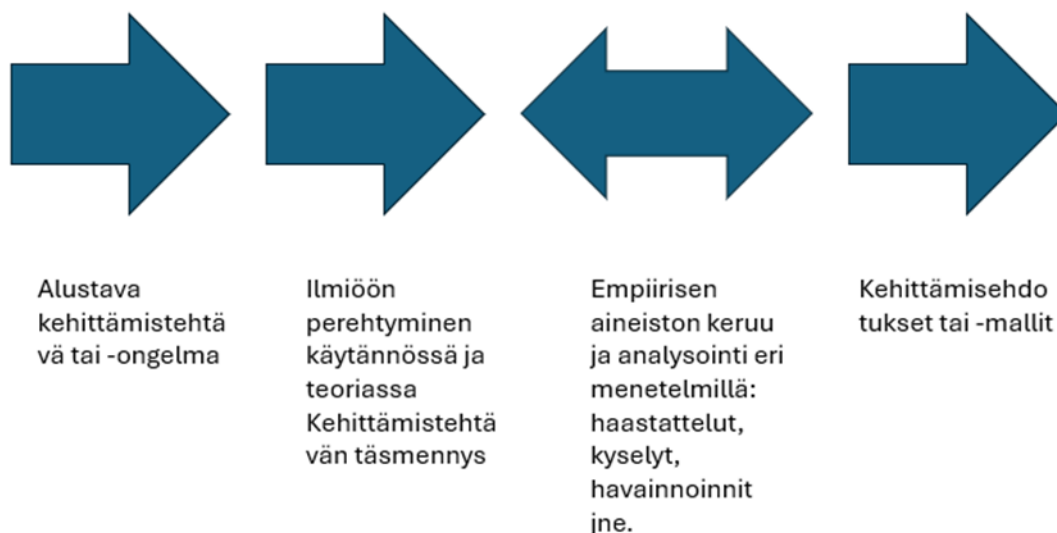 Alustava
kehittämistehtä
vä tai -ongelma
Ilmiöön
perehtyminen
käytännössä ja
teoriassa
Kehittämistehtä
vän täsmennys
Empiirisen
aineiston keruu
ja analysointi eri
menetelmillä:
haastattelut,
kyselyt,
havainnoinnit
jne.
Kehittämisehdo
tukset tai -mallit